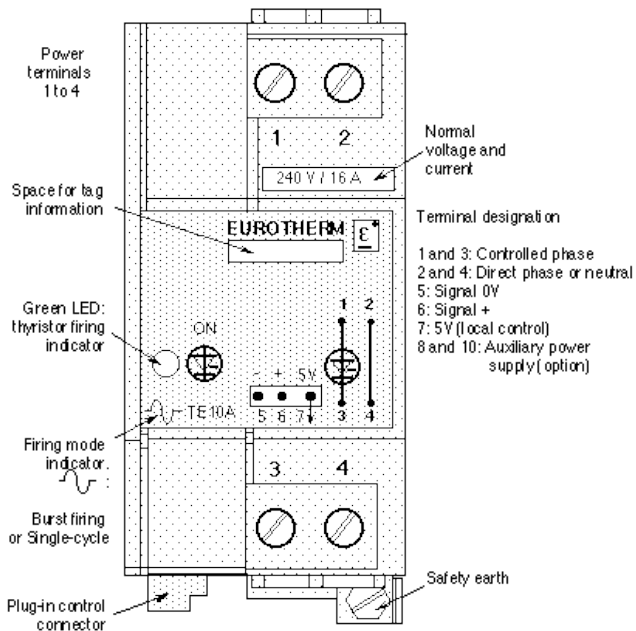 Power
terminals
1 to 4
1 2
Normal
voltage and
current
240 V / 16 A
Space for tag
information
EUROTHERM ε
Terminal designation
1 and 3: Controlled phase
2 and 4: Direct phase or neutral
5: Signal 0V
6: Signal +
7: 5V (local control)
8 and 10: Auxiliary power
supply (option)
Green LED:
thyristor firing
indicator
ON
1 2
- + 5V
5 6 7 3 4
TE10A
Firing mode
indicator.
:
3 4
Burst firing
or Single-cycle
Safety earth
Plug-in control
connector